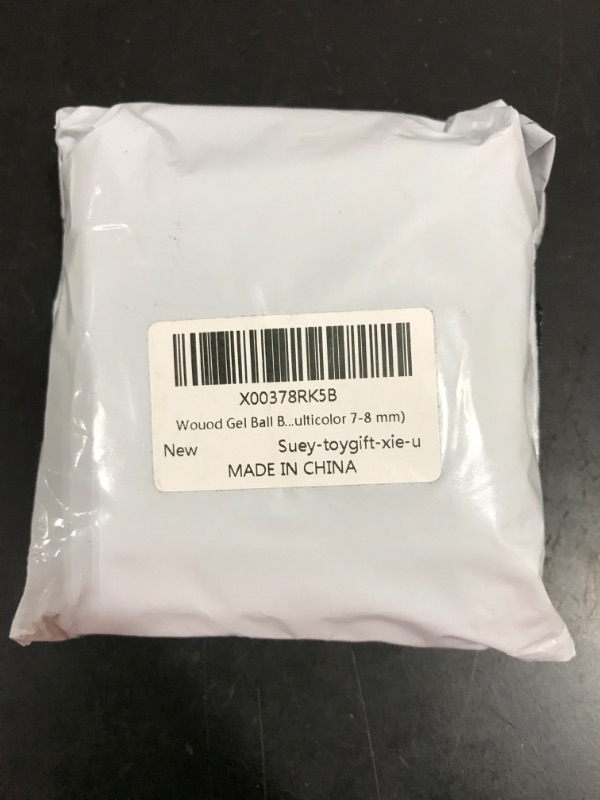 X00378RK5B
Wouod Gel Ball B...ulticolor 7-8 mm)
New Suey-toygift-xie-u
MADE IN CHINA